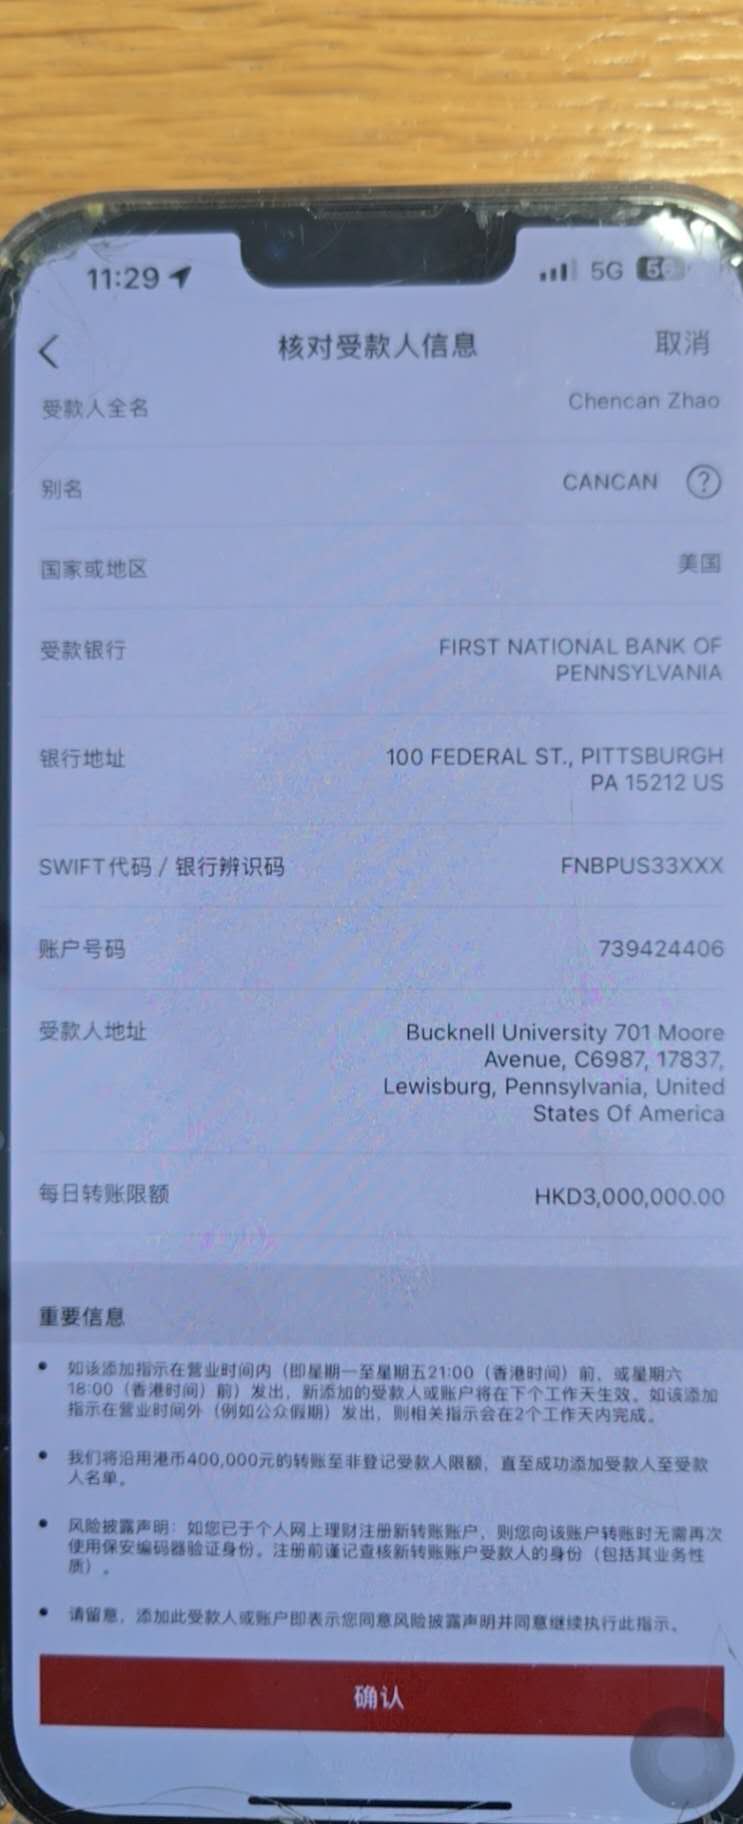 11:29
5G
核对受款人信息
取消
受款人全名
Chencan Zhao
别名
CANCAN ?
国家或地区
美国
受款银行
FIRST NATIONAL BANK OF
PENNSYLVANIA
银行地址
100 FEDERAL ST., PITTSBURGH
PA 15212 US
SWIFT代码 / 银行辨识码
FNBPUS33XXX
账户号码
739424406
受款人地址
Bucknell University 701 Moore
Avenue, C6987, 17837,
Lewisburg, Pennsylvania, United
States Of America
每日转账限额
HKD3,000,000.00
重要信息
• 如该添加指示在营业时间内（即星期一至星期五21:00（香港时间）前，或星期六
18:00（香港时间）前）发出，新添加的受款人或账户将在下个工作天生效。如该添加
指示在营业时间外（例如公众假期）发出，则相关指示会在2个工作天内完成。
• 我们将沿用港币400,000元的转账至非登记受款人限额，直至成功添加受款人至受款
人名单。
• 风险披露声明：如您已于个人网上理财注册新转账账户，则您向该账户转账时无需再次
使用保安编码器验证身份。注册前谨记查核新转账账户受款人的身份（包括其业务性
质）。
• 请留意，添加此受款人或账户即表示您同意风险披露声明并同意继续执行此指示。
确认